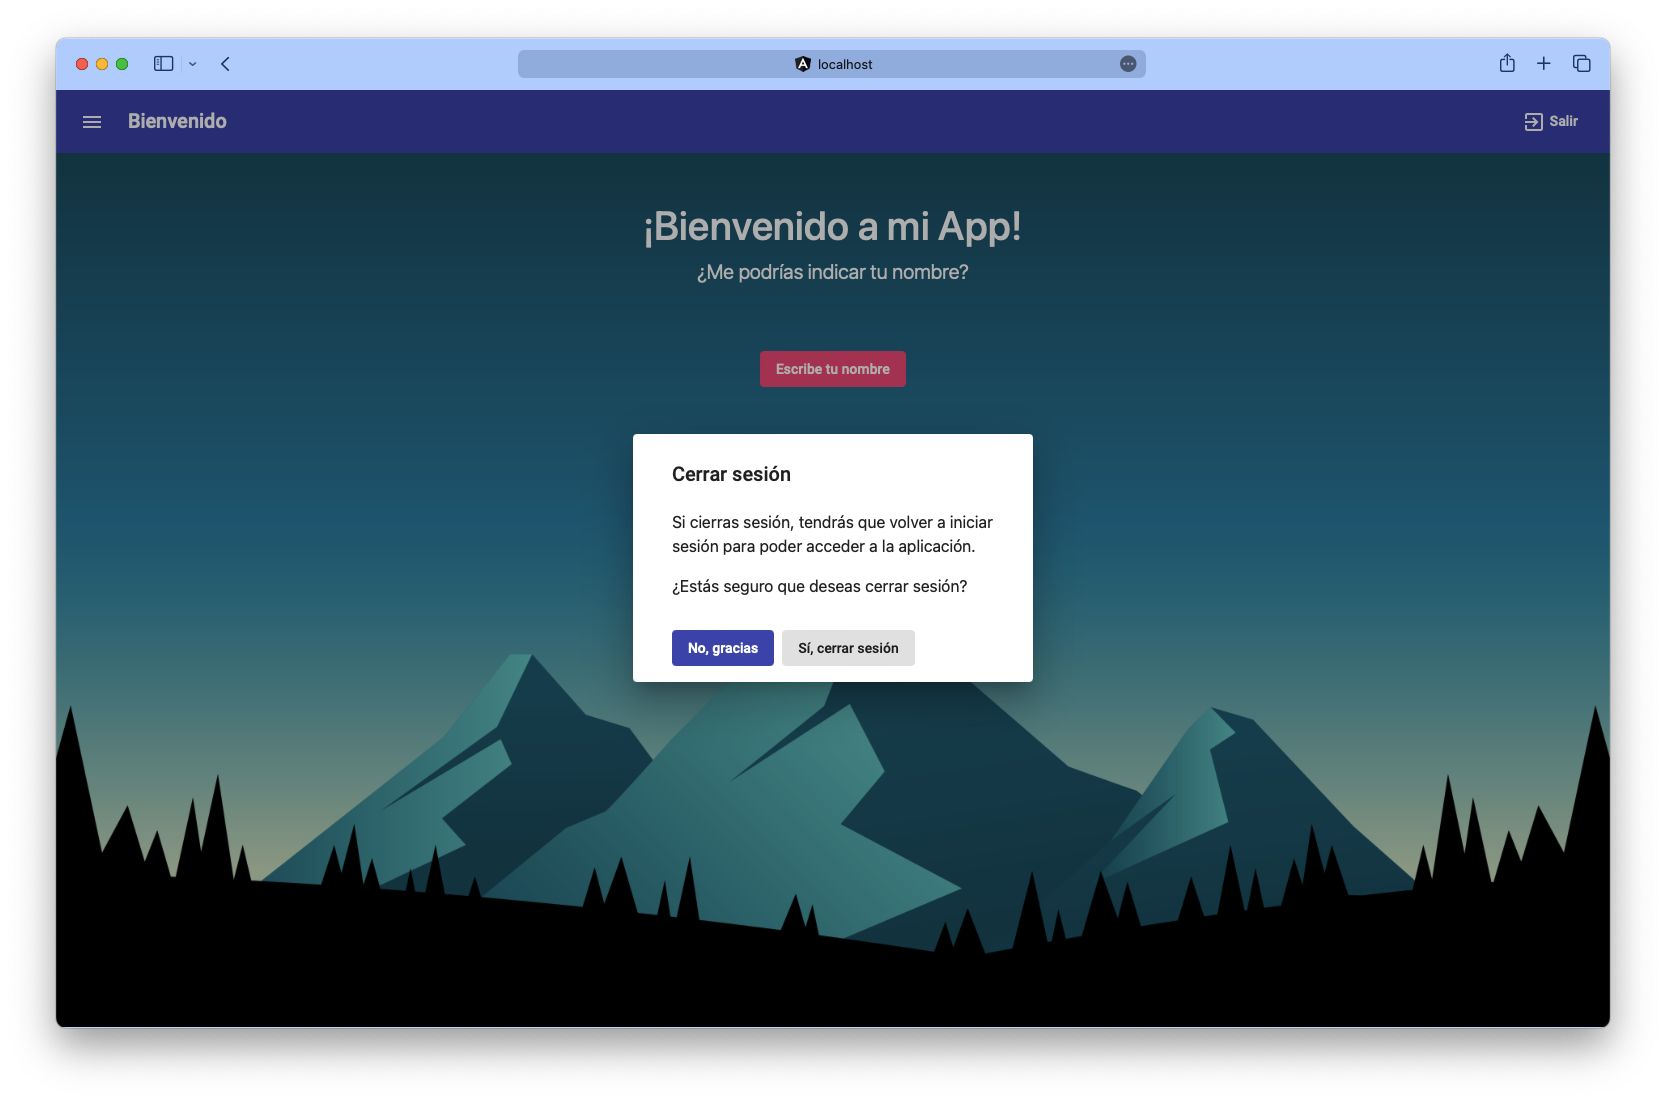 localhost
Bienvenido
Salir
¡Bienvenido a mi App!
¿Me podrías indicar tu nombre?
Escribe tu nombre
Cerrar sesión
Si cierras sesión, tendrás que volver a iniciar
sesión para poder acceder a la aplicación.
¿Estás seguro que deseas cerrar sesión?
No, gracias
Sí, cerrar sesión